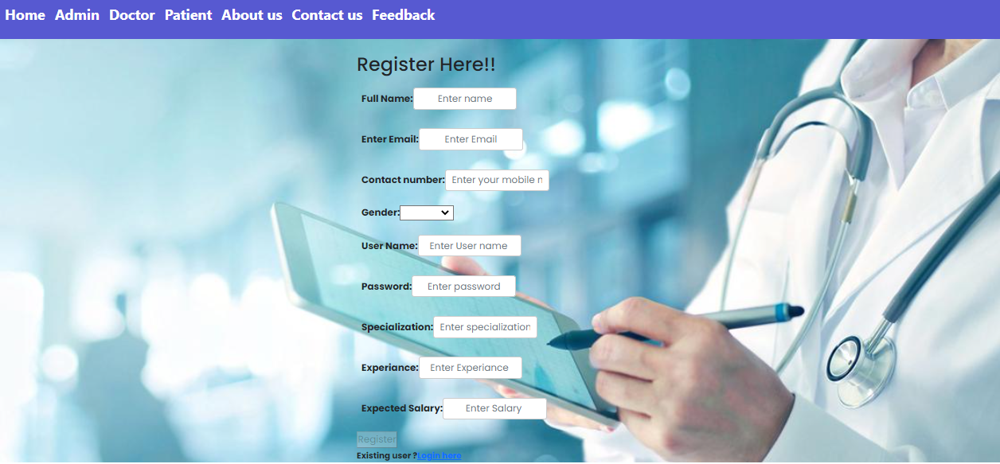 Home Admin Doctor Patient About us Contact us Feedback
Register Here!!
Full Name: Enter name
Enter Email: Enter Email
Contact number: Enter your mobile n
Gender:
User Name: Enter User name
Password: Enter password
Specialization: Enter specialization
Experiance: Enter Experiance
Expected Salary: Enter Salary
Register
Existing user ?Login here